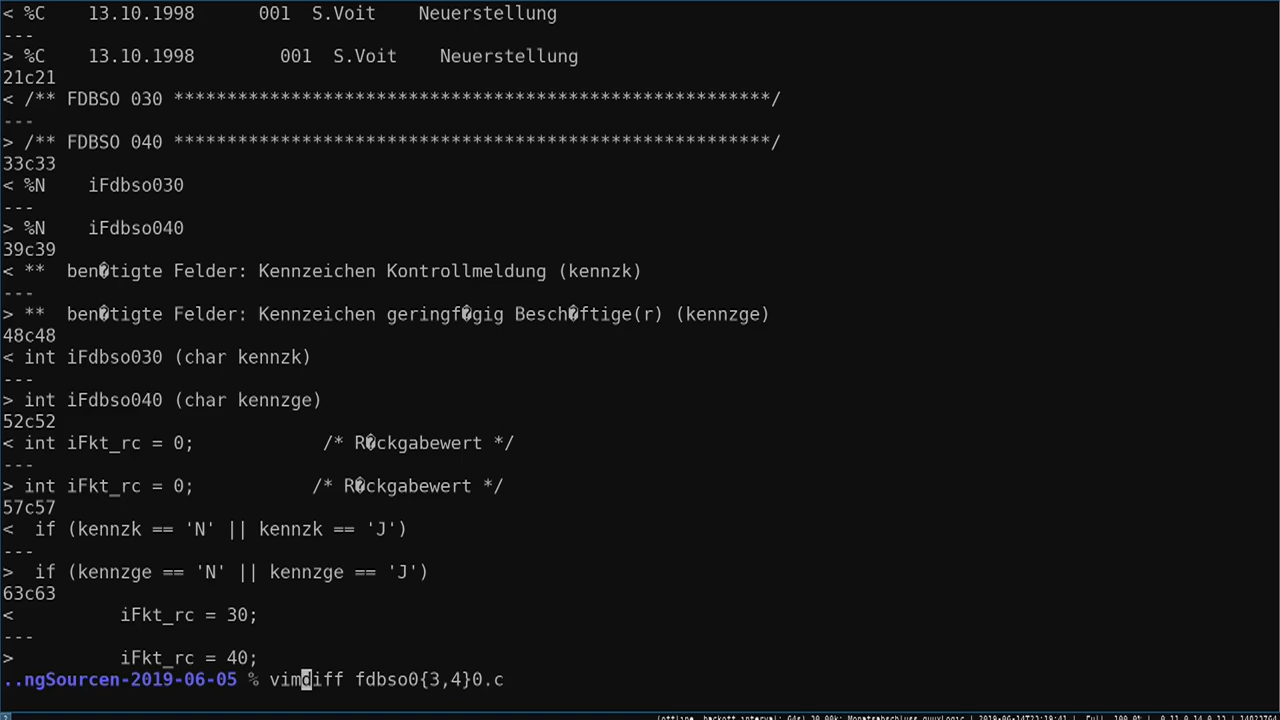 < %C    13.10.1998      001  S.Voit    Neuerstellung
---
> %C    13.10.1998        001  S.Voit    Neuerstellung
21c21
< /** FDBSO 030 ********************************************************/
---
> /** FDBSO 040 ********************************************************/
33c33
< %N    iFdbso030
---
> %N    iFdbso040
39c39
< **  ben�tigte Felder: Kennzeichen Kontrollmeldung (kennzk)
---
> **  ben�tigte Felder: Kennzeichen geringf�gig Besch�ftige(r) (kennzge)
48c48
< int iFdbso030 (char kennzk)
---
> int iFdbso040 (char kennzge)
52c52
< int iFkt_rc = 0;            /* R�ckgabewert */
---
> int iFkt_rc = 0;           /* R�ckgabewert */
57c57
<  if (kennzk == 'N' || kennzk == 'J')
---
>  if (kennzge == 'N' || kennzge == 'J')
63c63
<          iFkt_rc = 30;
---
>          iFkt_rc = 40;
..ngSourcen-2019-06-05 % vimdiff fdbso0{3,4}0.c